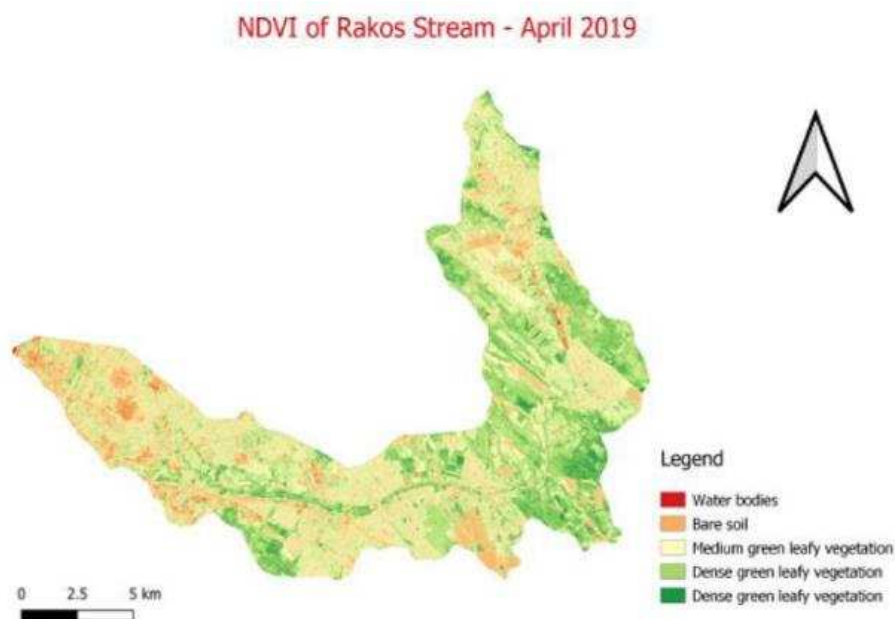 NDVI of Rakos Stream - April 2019
Legend
Water bodies
Bare soil
Medium green leafy vegetation
Dense green leafy vegetation
Dense green leafy vegetation
0 2.5 5 km